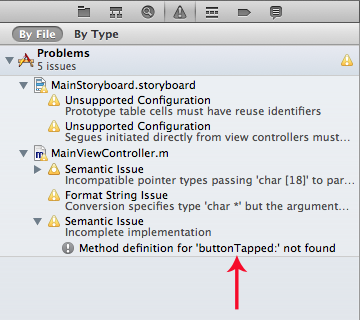 By File By Type
Problems
5 issues
MainStoryboard.storyboard
Unsupported Configuration
Prototype table cells must have reuse identifiers
Unsupported Configuration
Segues initiated directly from view controllers must...
MainViewController.m
Semantic Issue
Incompatible pointer types passing 'char [18]' to par...
Format String Issue
Conversion specifies type 'char *' but the argument...
Semantic Issue
Incomplete implementation
Method definition for 'buttonTapped:' not found